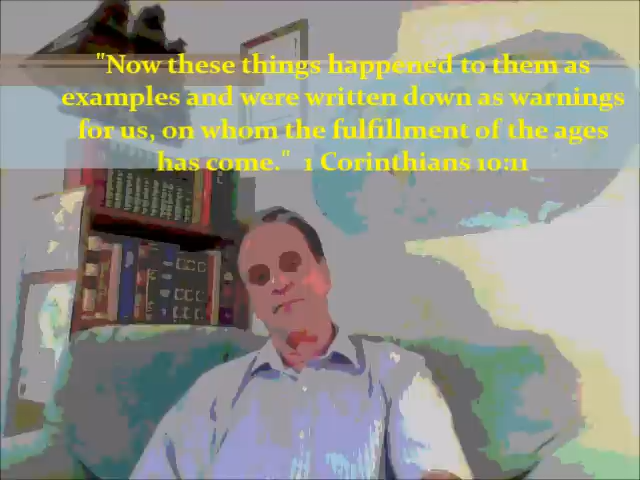 "Now these things happened to them as
examples and were written down as warnings
for us, on whom the fulfillment of the ages
has come." 1 Corinthians 10:11